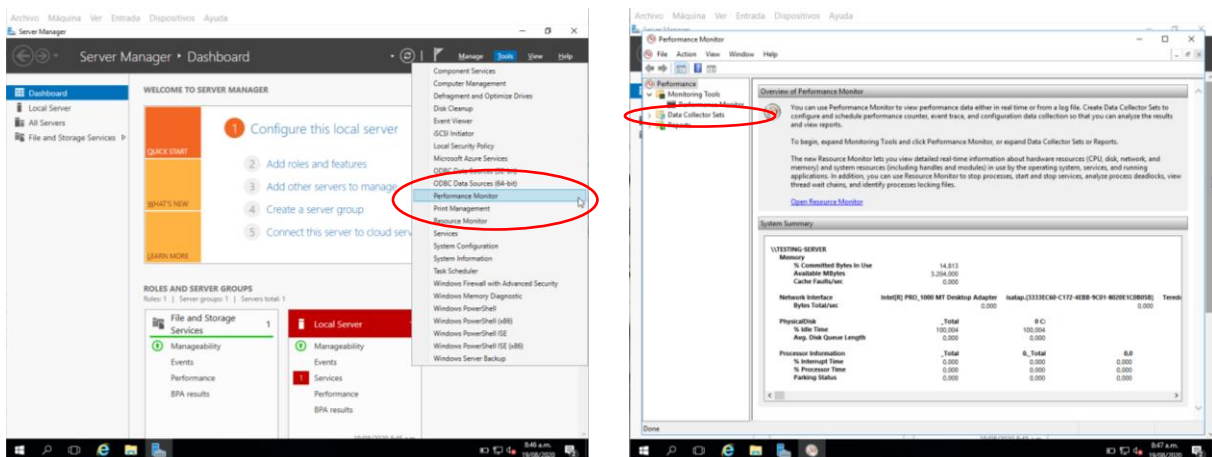 Archivo Máquina Ver Entrada Dispositivos Ayuda
Server Manager
Server Manager • Dashboard
Manage Tools View Help
Dashboard
Local Server
All Servers
File and Storage Services
WELCOME TO SERVER MANAGER
QUICK START
WHAT'S NEW
LEARN MORE
1 Configure this local server
2 Add roles and features
3 Add other servers to manage
4 Create a server group
5 Connect this server to cloud serv
ROLES AND SERVER GROUPS
Roles: 1 | Server groups: 1 | Servers total: 1
File and Storage Services 1
Manageability
Events
Performance
BPA results
Local Server
Manageability
Events
1 Services
Performance
BPA results
Component Services
Computer Management
Defragment and Optimize Drives
Disk Cleanup
Event Viewer
iSCSI Initiator
Local Security Policy
Microsoft Azure Services
ODBC Data Sources (32-bit)
ODBC Data Sources (64-bit)
Performance Monitor
Print Management
Resource Monitor
Services
System Configuration
System Information
Task Scheduler
Windows Firewall with Advanced Security
Windows Memory Diagnostic
Windows PowerShell
Windows PowerShell (x86)
Windows PowerShell ISE
Windows PowerShell ISE (x86)
Windows Server Backup
8:46 a.m.
19/08/2020
Archivo Máquina Ver Entrada Dispositivos Ayuda
Performance Monitor
File Action View Window Help
Performance
Monitoring Tools
Performance Monitor
Data Collector Sets
Reports
Overview of Performance Monitor
You can use Performance Monitor to view performance data either in real time or from a log file. Create Data Collector Sets to
configure and schedule performance counter, event trace, and configuration data collection so that you can analyze the results
and view reports.
To begin, expand Monitoring Tools and click Performance Monitor, or expand Data Collector Sets or Reports.
The new Resource Monitor lets you view detailed real-time information about hardware resources (CPU, disk, network, and
memory) and system resources (including handles and modules) in use by the operating system, services, and running
applications. In addition, you can use Resource Monitor to stop processes, start and stop services, analyze process deadlocks, view
thread wait chains, and identify processes locking files.
Open Resource Monitor
System Summary
\\TESTING-SERVER
Memory
% Committed Bytes In Use 14,813
Available MBytes 3.204,000
Cache Faults/sec 0,000
Network Interface Intel[R] PRO_1000 MT Desktop Adapter
Bytes Total/sec 0,000 0,000
PhysicalDisk _Total 0 C:
% Idle Time 100,004 100,004
Avg. Disk Queue Length 0,000 0,000
Processor Information _Total 0,_Total 0,0
% Interrupt Time 0,000 0,000 0,000
% Processor Time 0,000 0,000 0,000
Parking Status 0,000 0,000 0,000
Done
8:47 a.m.
19/08/2020